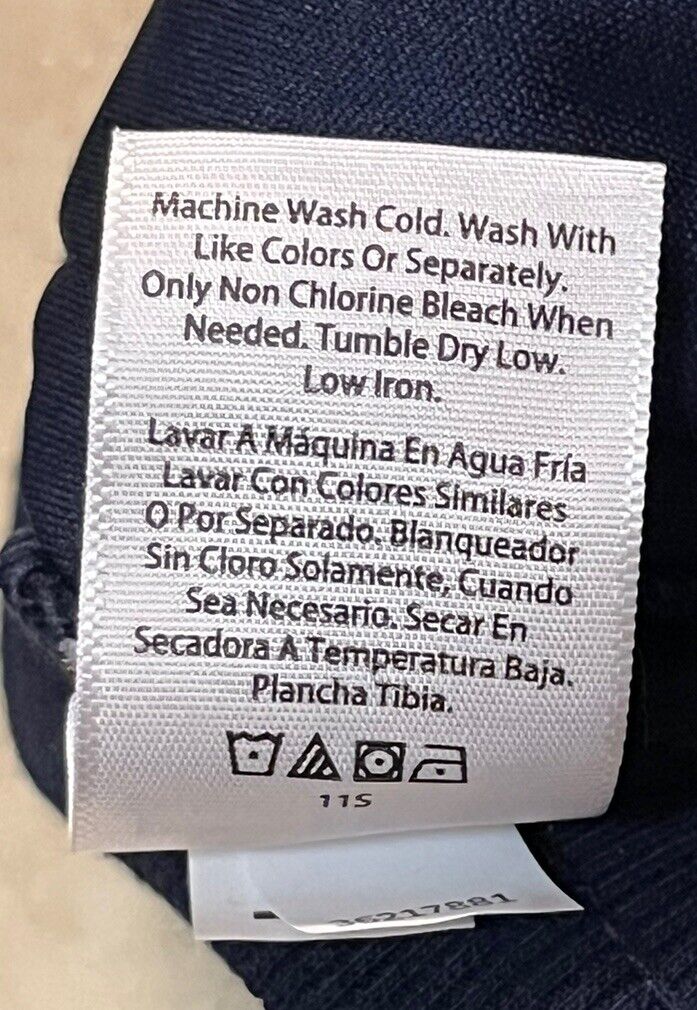 Machine Wash Cold. Wash With
Like Colors Or Separately.
Only Non Chlorine Bleach When
Needed. Tumble Dry Low.
Low Iron.
Lavar A Máquina En Agua Fría
Lavar Con Colores Similares
O Por Separado. Blanqueador
Sin Cloro Solamente, Cuando
Sea Necesario. Secar En
Secadora A Temperatura Baja.
Plancha Tibia.
11S
36217881